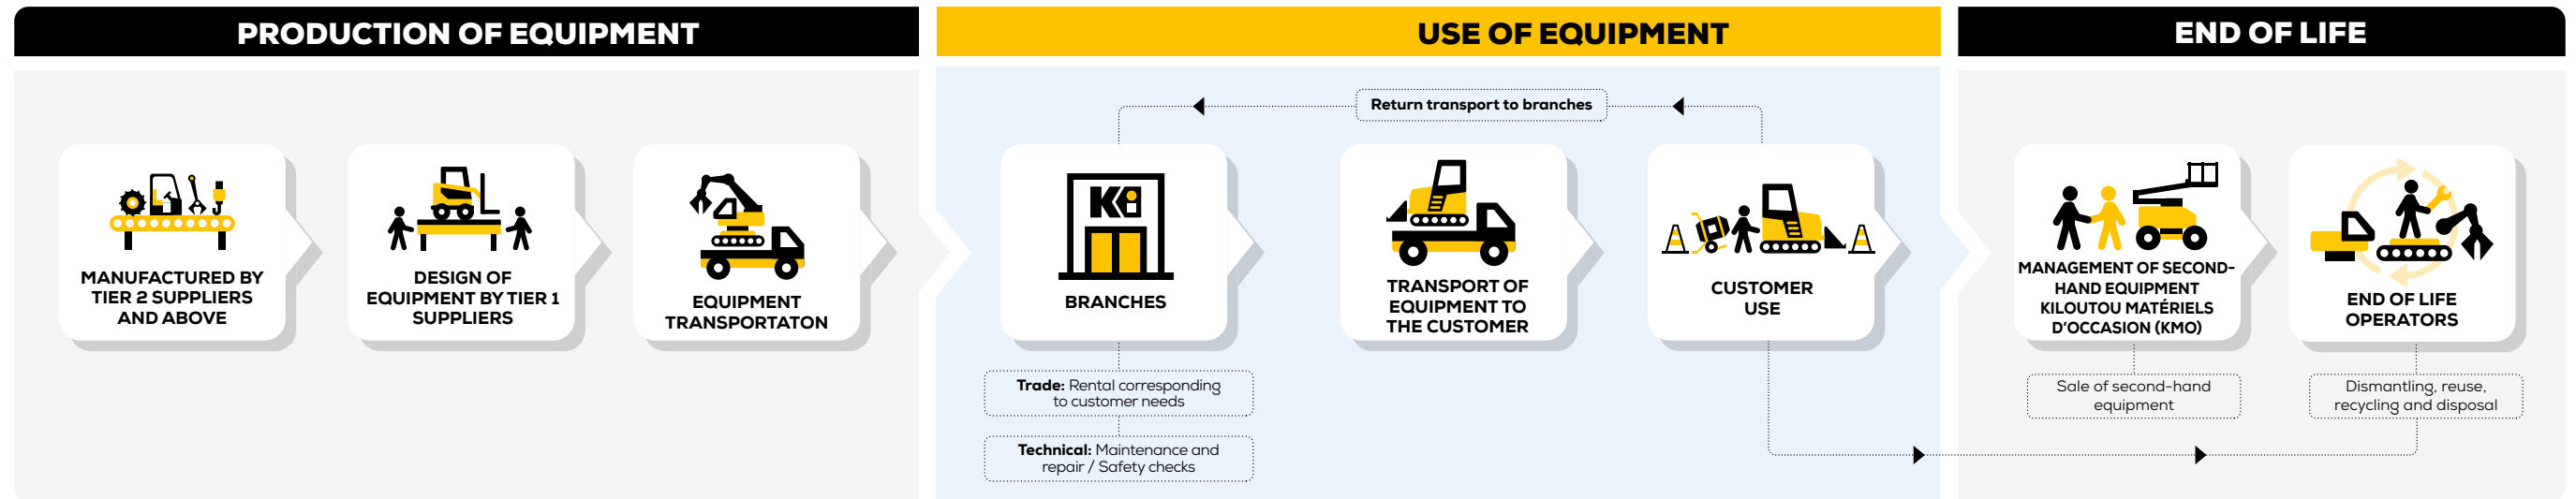 PRODUCTION OF EQUIPMENT
USE OF EQUIPMENT
END OF LIFE
Return transport to branches
MANUFACTURED BY
TIER 2 SUPPLIERS
AND ABOVE
DESIGN OF
EQUIPMENT BY TIER 1
SUPPLIERS
EQUIPMENT
TRANSPORTATON
Ki
BRANCHES
TRANSPORT OF
EQUIPMENT TO
THE CUSTOMER
CUSTOMER
USE
MANAGEMENT OF SECOND-
HAND EQUIPMENT
KILOUTOU MATÉRIELS
D'OCCASION (KMO)
END OF LIFE
OPERATORS
Trade: Rental corresponding
to customer needs
Technical: Maintenance and
repair / Safety checks
Sale of second-hand
equipment
Dismantling, reuse,
recycling and disposal